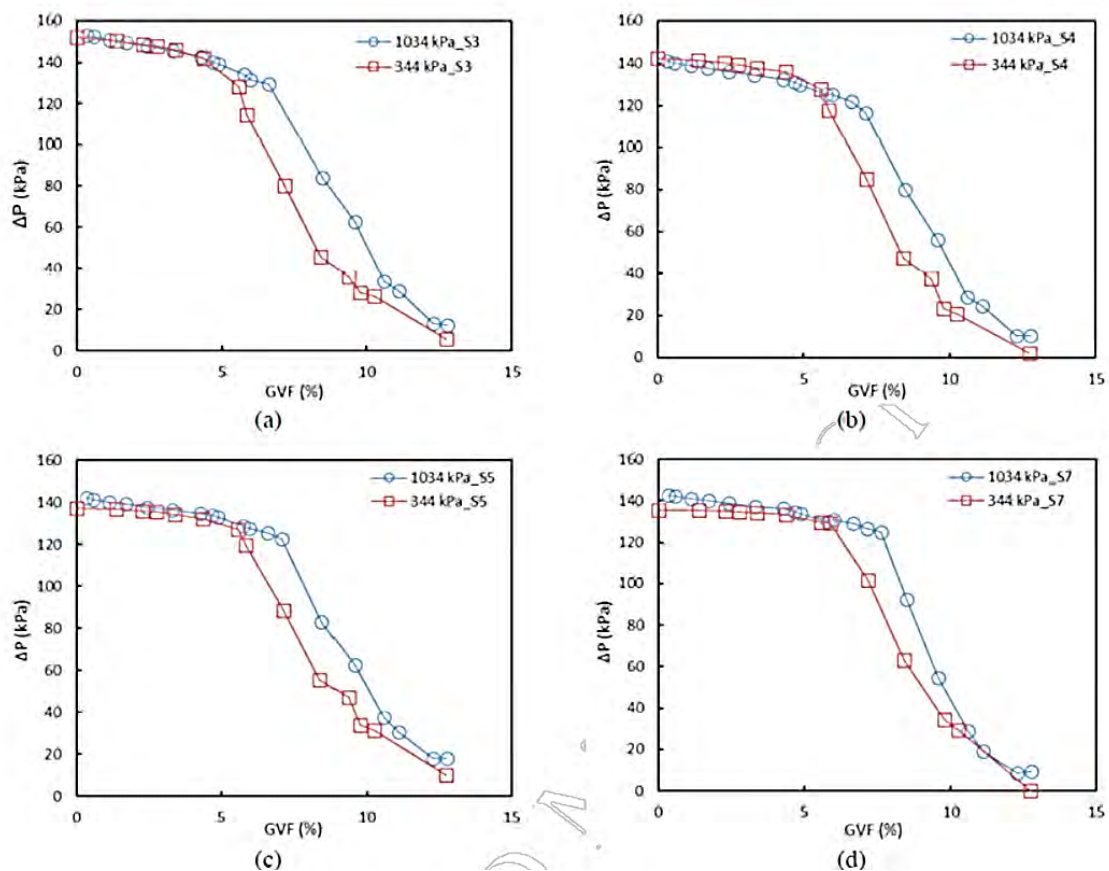 160
140
120
100
80
60
40
20
0
ΔP (kPa)
1034 kPa_S3
344 kPa_S3
0 5 10 15
GVF (%)
(a)
160
140
120
100
80
60
40
20
0
ΔP (kPa)
1034 kPa_S4
344 kPa_S4
0 5 10 15
GVF (%)
(b)
160
140
120
100
80
60
40
20
0
ΔP (kPa)
1034 kPa_S5
344 kPa_S5
0 5 10 15
GVF (%)
(c)
160
140
120
100
80
60
40
20
0
ΔP (kPa)
1034 kPa_S7
344 kPa_S7
0 5 10 15
GVF (%)
(d)